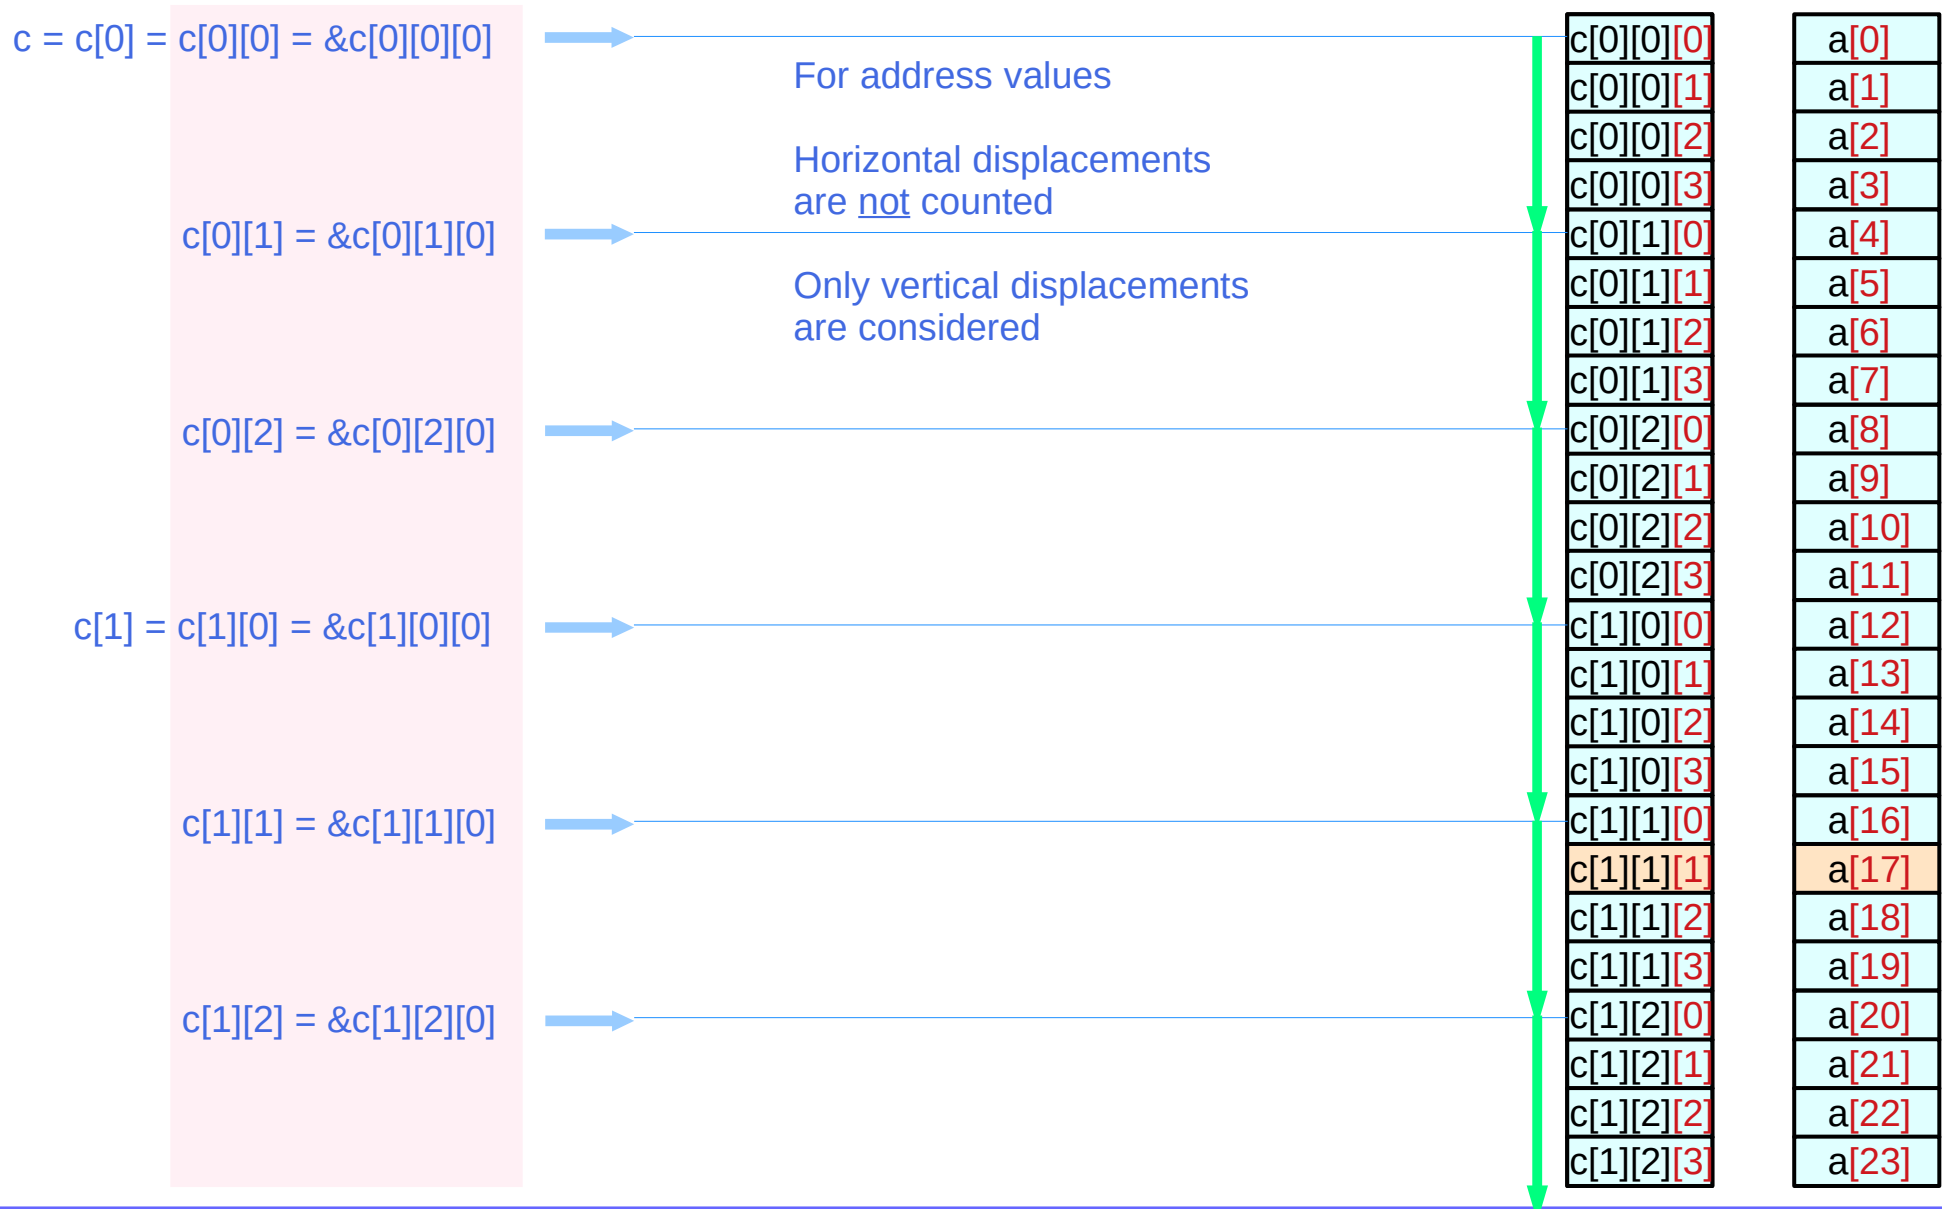 c = c[0] = c[0][0] = &c[0][0][0]
For address values
Horizontal displacements
are not counted
c[0][1] = &c[0][1][0]
Only vertical displacements
are considered
c[0][2] = &c[0][2][0]
c[1] = c[1][0] = &c[1][0][0]
c[1][1] = &c[1][1][0]
c[1][2] = &c[1][2][0]
c[0][0][0]
c[0][0][1]
c[0][0][2]
c[0][0][3]
c[0][1][0]
c[0][1][1]
c[0][1][2]
c[0][1][3]
c[0][2][0]
c[0][2][1]
c[0][2][2]
c[0][2][3]
c[1][0][0]
c[1][0][1]
c[1][0][2]
c[1][0][3]
c[1][1][0]
c[1][1][1]
c[1][1][2]
c[1][1][3]
c[1][2][0]
c[1][2][1]
c[1][2][2]
c[1][2][3]
a[0]
a[1]
a[2]
a[3]
a[4]
a[5]
a[6]
a[7]
a[8]
a[9]
a[10]
a[11]
a[12]
a[13]
a[14]
a[15]
a[16]
a[17]
a[18]
a[19]
a[20]
a[21]
a[22]
a[23]